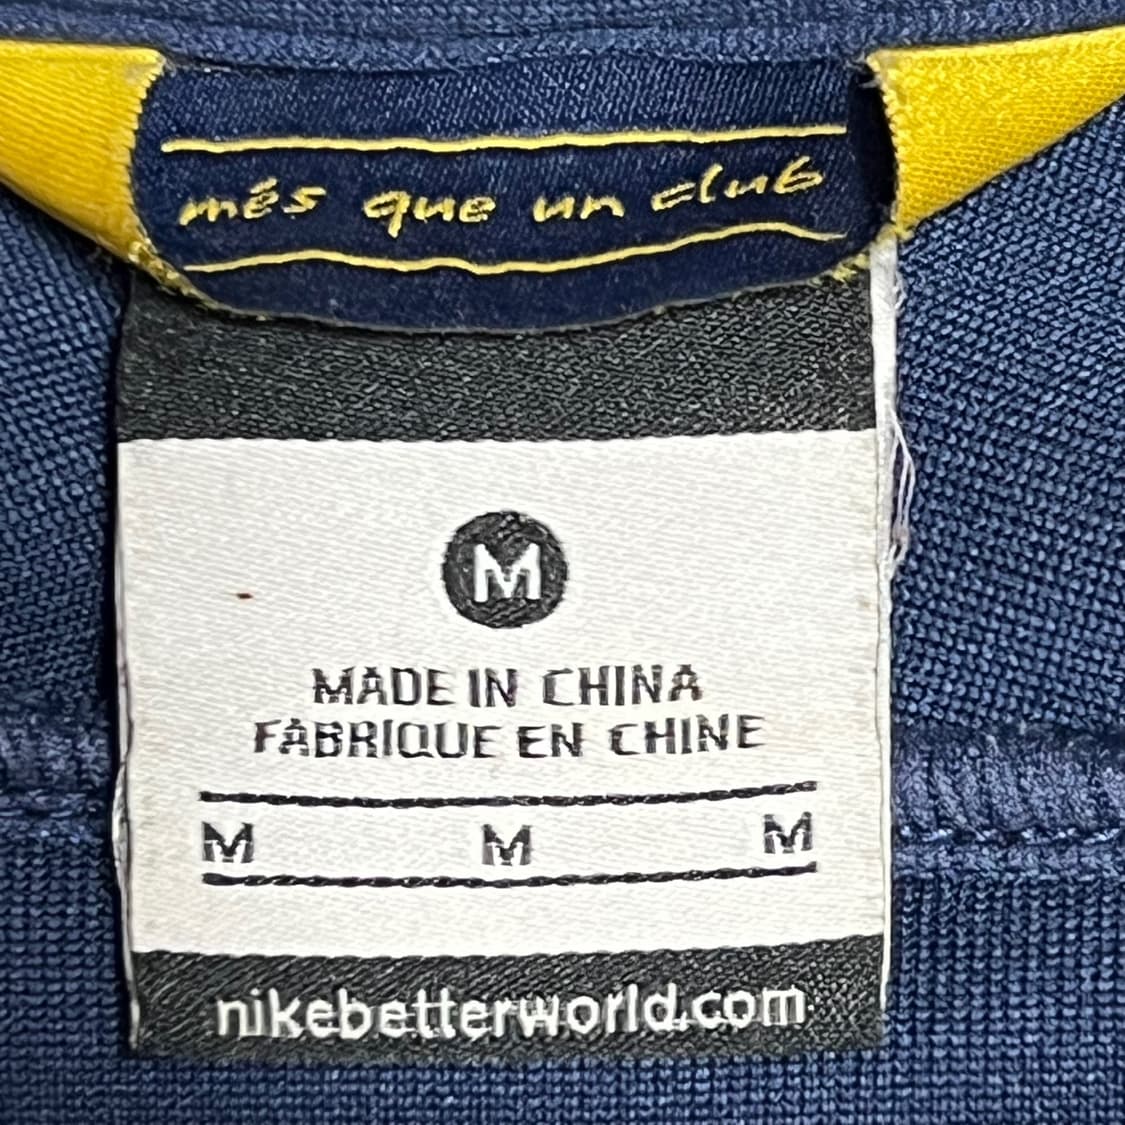 més que un club
M
MADE IN CHINA
FABRIQUE EN CHINE
M M M
nikebetterworld.com